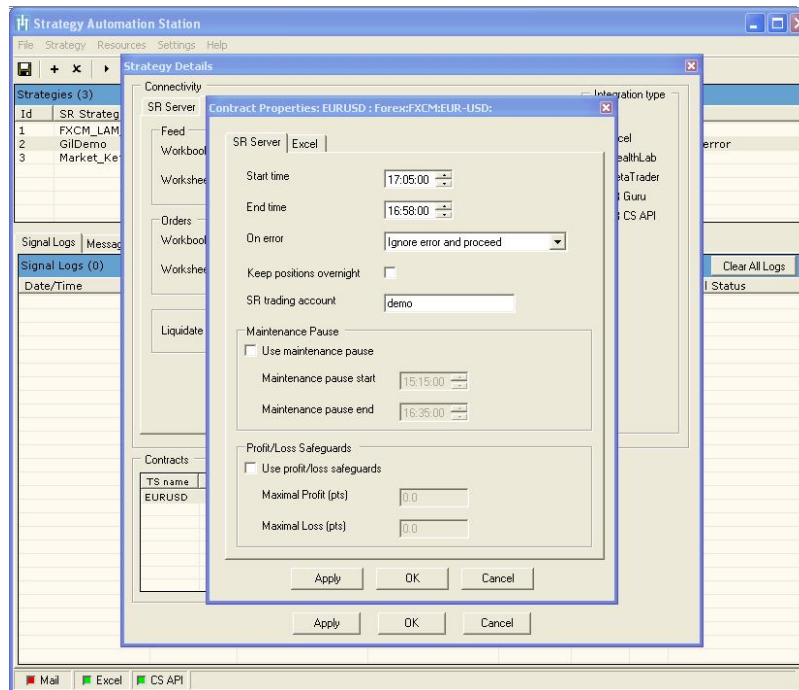 Strategy Automation Station
File Strategy Resources Settings Help
Strategy Details
Strategies (3)
Connectivity
Integration type
Id SR Strateg
SR Server
Contract Properties: EURUSD : Forex:FXCM:EUR-USD:
1 FXCM_LAM_
2 GilDemo
error
3 Market_Ke
Feed
Workbool
Workshee
SR Server Excel
Start time 17:05:00
End time 16:58:00
Orders
Workbool
Workshee
On error Ignore error and proceed
Signal Logs Messag
Signal Logs (0)
Clear All Logs
Keep positions overnight
Date/Time
l Status
SR trading account demo
Liquidate
Maintenance Pause
Use maintenance pause
Maintenance pause start 15:15:00
Maintenance pause end 16:35:00
Profit/Loss Safeguards
Contracts
Use profit/loss safeguards
TS name
EURUSD
Maximal Profit (pts) 0.0
Maximal Loss (pts) 0.0
Apply OK Cancel
Apply OK Cancel
Mail Excel CS API
cel
ealthLab
etaTrader
Guru
CS API